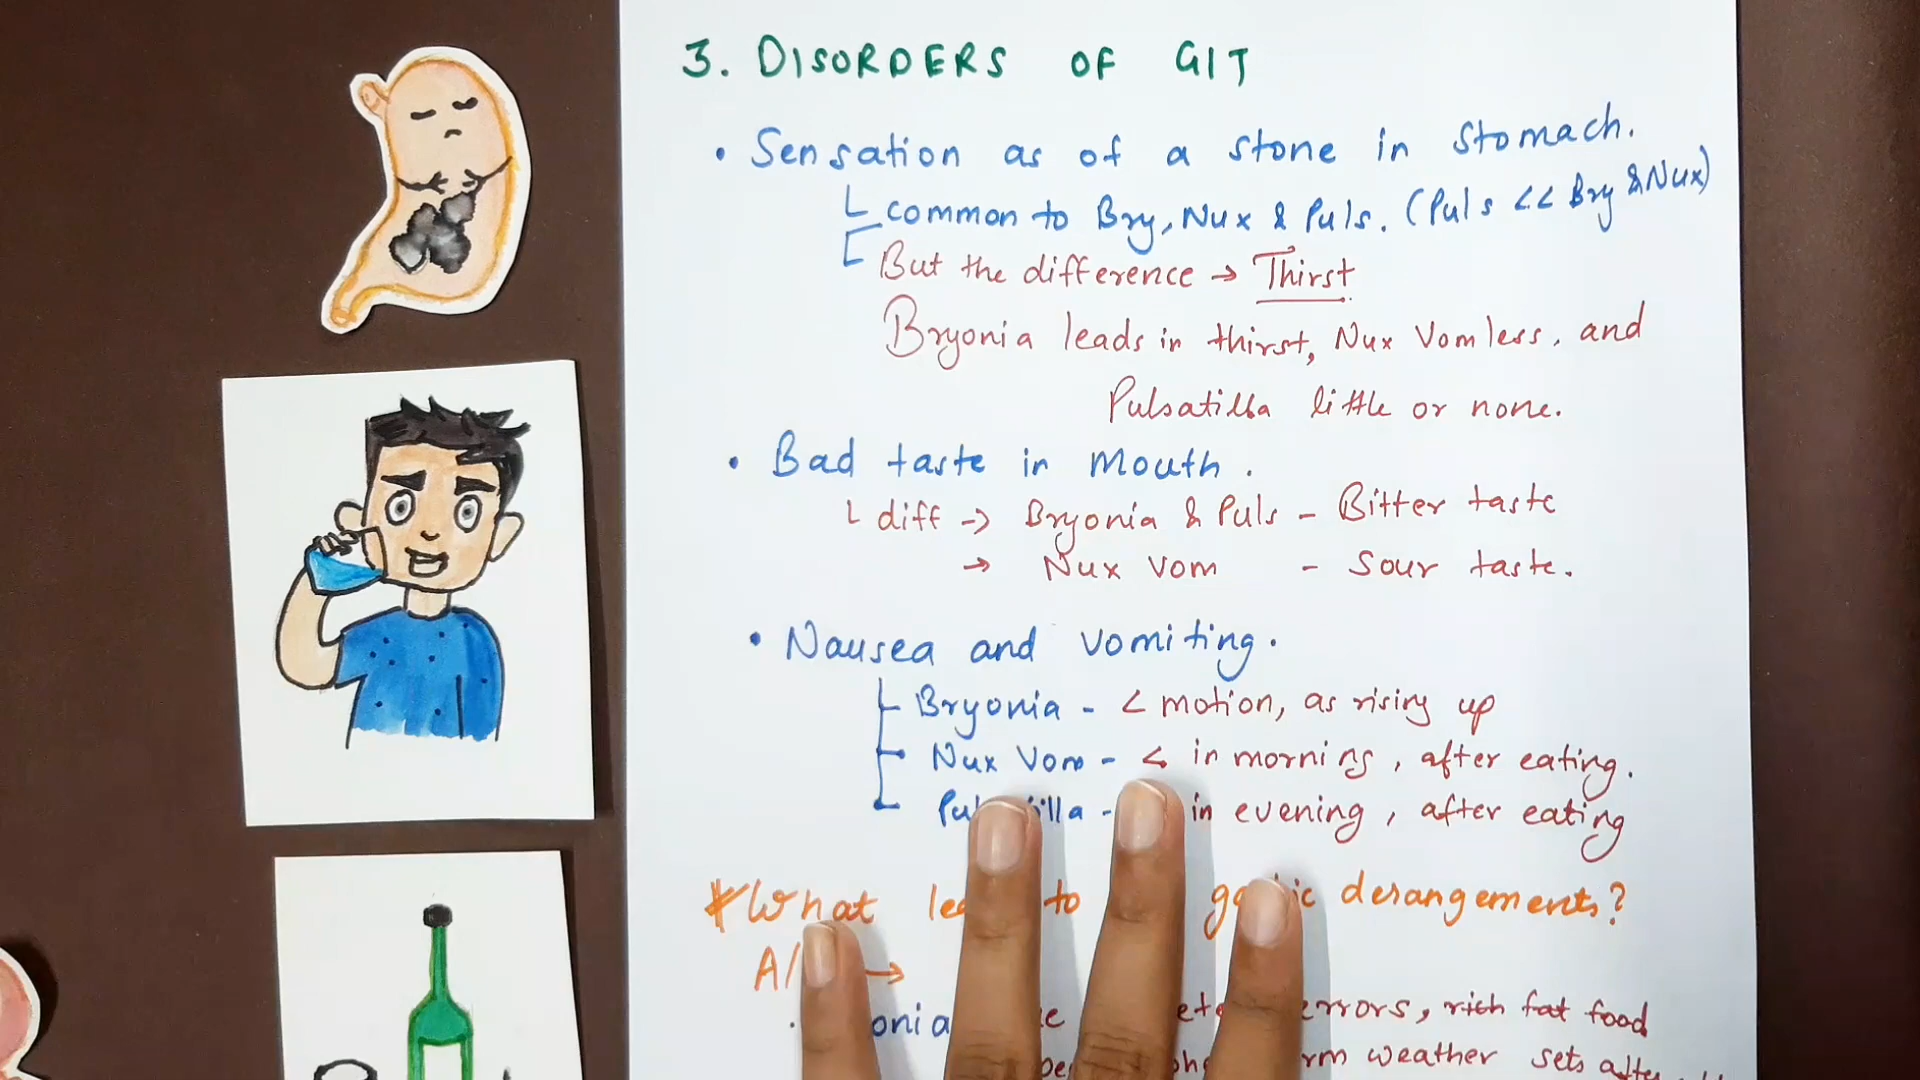 3. DISORDERS OF GIT
• Sensation as of a stone in stomach.
common to Bry, Nux & Puls. (Puls << Bry & Nux)
But the difference → Thirst
Bryonia leads in thirst, Nux Vom less, and
Pulsatilla little or none.
• Bad taste in mouth.
diff → Bryonia & Puls - Bitter taste
→ Nux Vom - Sour taste.
• Nausea and vomiting.
Bryonia - < motion, as rising up
Nux Vom - < in morning, after eating.
in evening, after eating
*What to derangements?
A/ →
errors, rich fat food
weather sets after